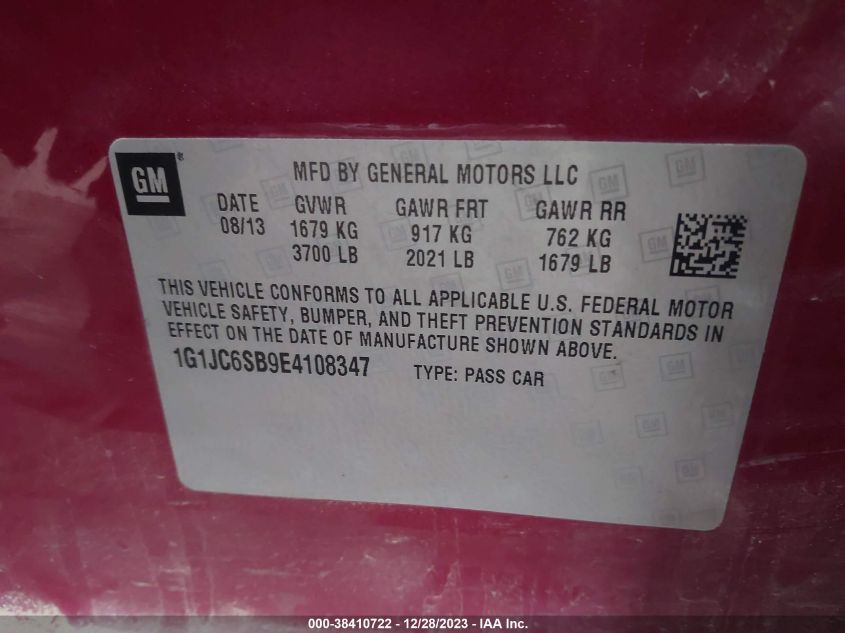 GM ®
MFD BY GENERAL MOTORS LLC
DATE GVWR GAWR FRT GAWR RR
08/13 1679 KG 917 KG 762 KG
3700 LB 2021 LB 1679 LB
THIS VEHICLE CONFORMS TO ALL APPLICABLE U.S. FEDERAL MOTOR
VEHICLE SAFETY, BUMPER, AND THEFT PREVENTION STANDARDS IN
EFFECT ON THE DATE OF MANUFACTURE SHOWN ABOVE.
1G1JC6SB9E4108347 TYPE: PASS CAR
000-38410722 - 12/28/2023 - IAA Inc.